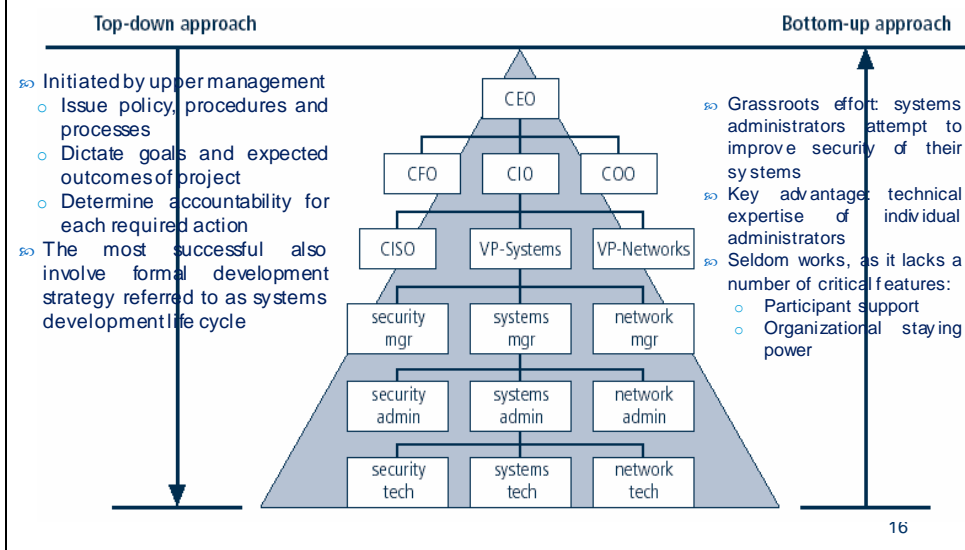 Top-down approach
Bottom-up approach
Initiated by upper management
o Issue policy, procedures and
processes
o Dictate goals and expected
outcomes of project
o Determine accountability for
each required action
The most successful also
involve formal development
strategy referred to as systems
development life cycle
CEO
CFO
CIO
COO
CISO
VP-Systems
VP-Networks
security
mgr
systems
mgr
network
mgr
security
admin
systems
admin
network
admin
security
tech
systems
tech
network
tech
Grassroots effort: systems
administrators attempt to
improve security of their
systems
Key advantage: technical
expertise of individual
administrators
Seldom works, as it lacks a
number of critical features:
o Participant support
o Organizational staying
power
16